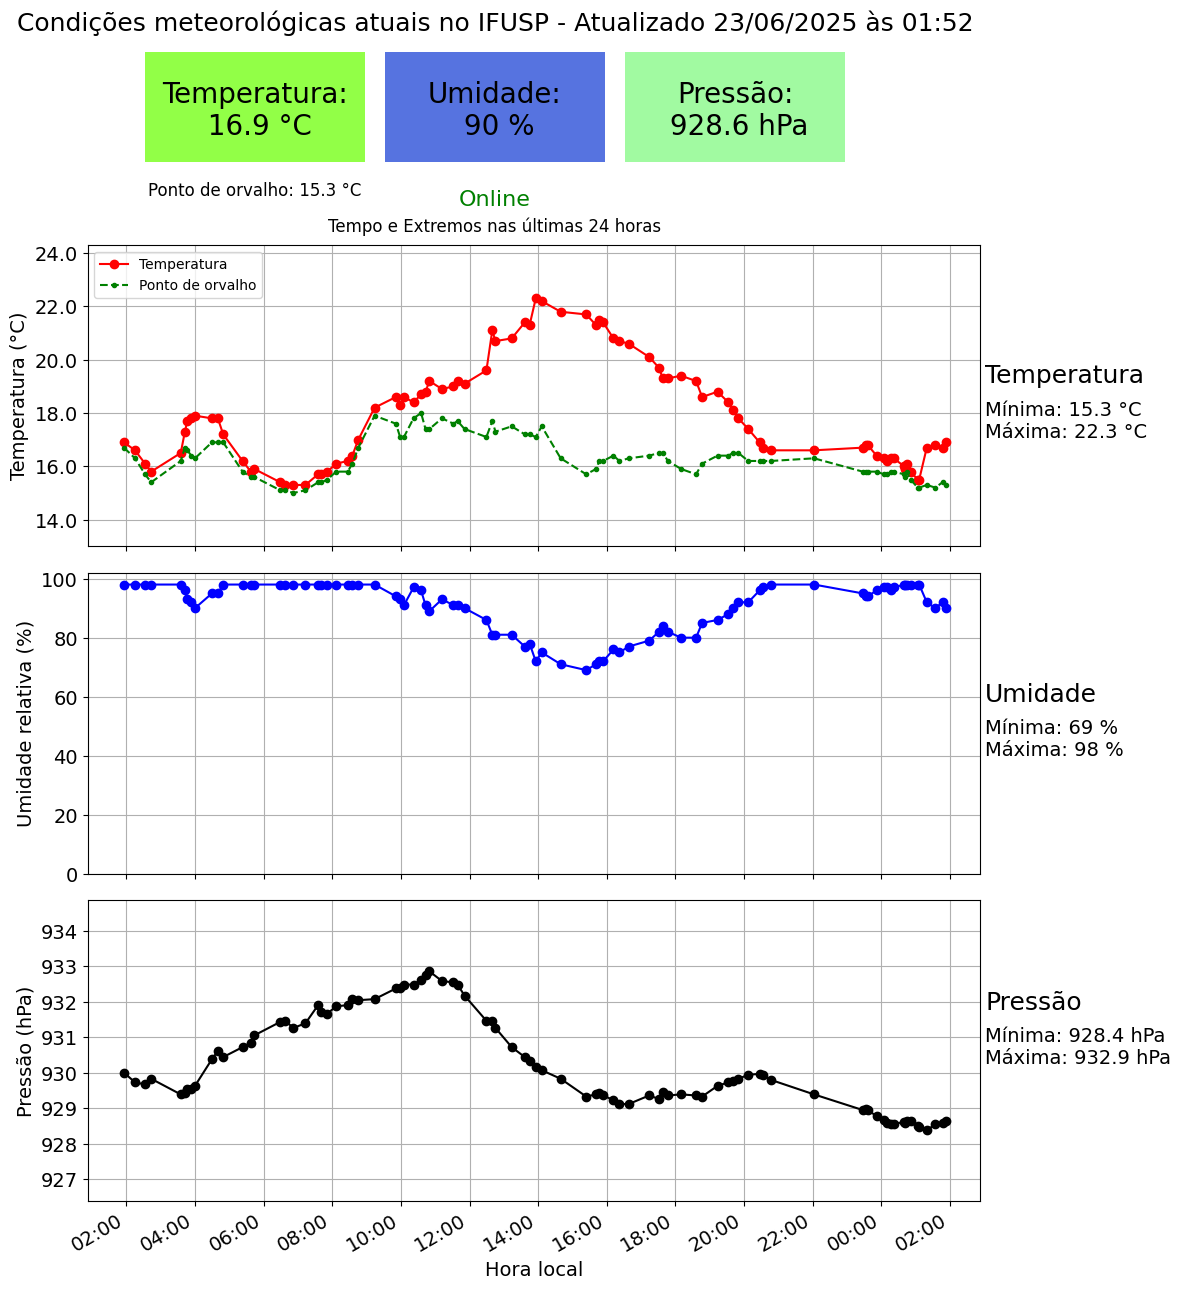 Condições meteorológicas atuais no IFUSP - Atualizado 23/06/2025 às 01:52
Temperatura:
16.9 °C
Umidade:
90 %
Pressão:
928.6 hPa
Ponto de orvalho: 15.3 °C
Online
Tempo e Extremos nas últimas 24 horas
Temperatura (°C)
24.0
22.0
20.0
18.0
16.0
14.0
Temperatura
Ponto de orvalho
Temperatura
Mínima: 15.3 °C
Máxima: 22.3 °C
Umidade relativa (%)
100
80
60
40
20
0
Umidade
Mínima: 69 %
Máxima: 98 %
Pressão (hPa)
934
933
932
931
930
929
928
927
Pressão
Mínima: 928.4 hPa
Máxima: 932.9 hPa
02:00 04:00 06:00 08:00 10:00 12:00 14:00 16:00 18:00 20:00 22:00 00:00 02:00
Hora local